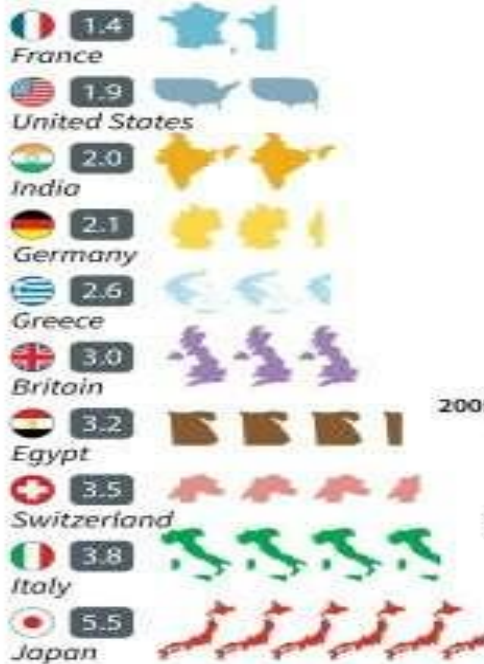 1.4
France
1.9
United States
2.0
India
2.1
Germany
2.6
Greece
3.0
Britain
3.2
200
Egypt
3.5
Switzerland
3.8
Italy
5.5
Japan